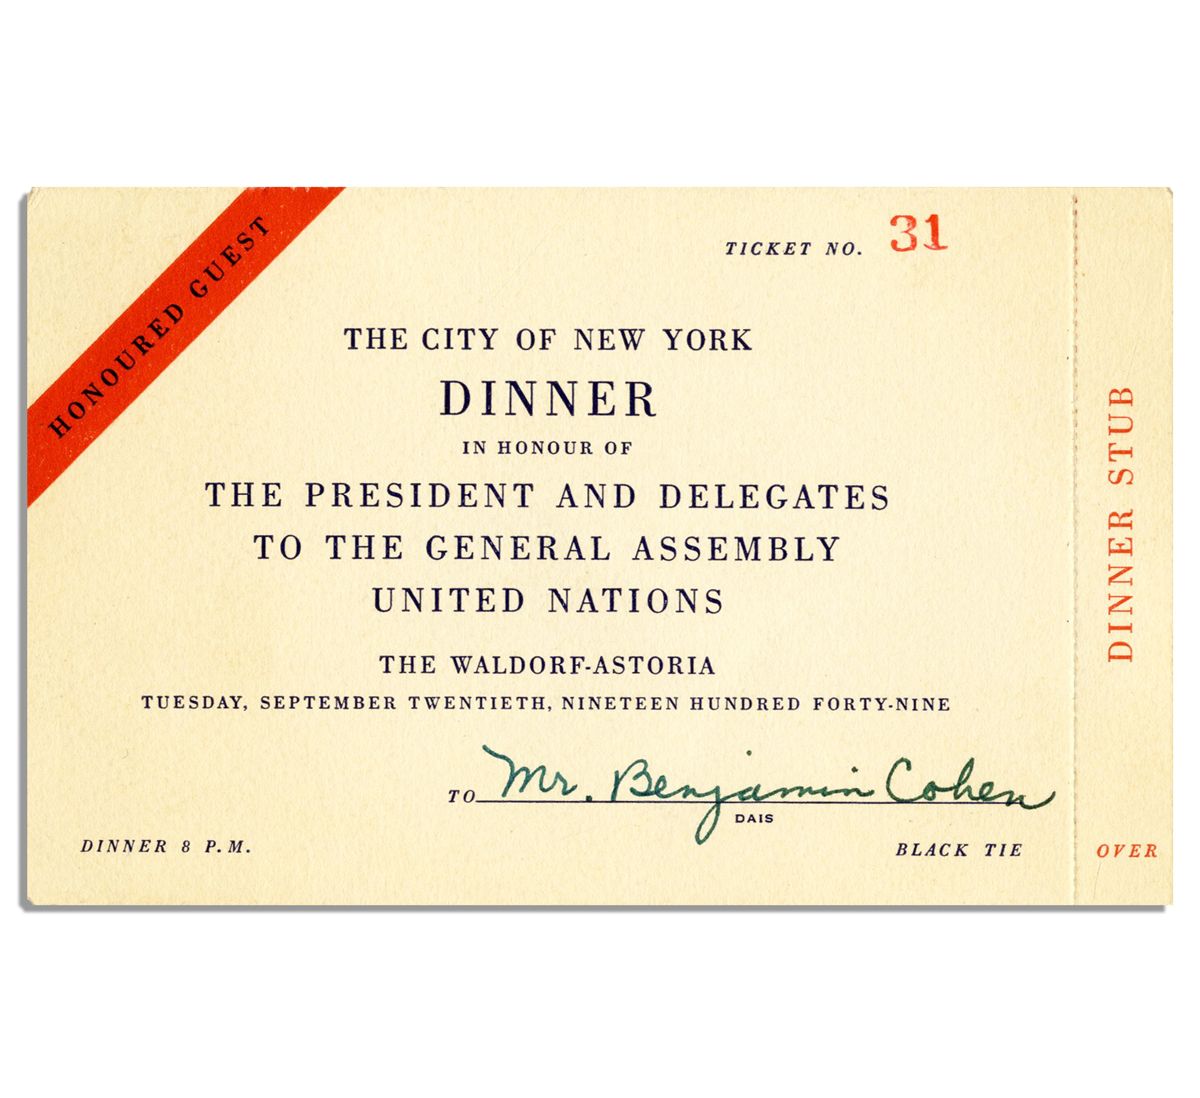 HONOURED GUEST
TICKET NO. 31
THE CITY OF NEW YORK
DINNER
IN HONOUR OF
THE PRESIDENT AND DELEGATES
TO THE GENERAL ASSEMBLY
UNITED NATIONS
THE WALDORF-ASTORIA
TUESDAY, SEPTEMBER TWENTIETH, NINETEEN HUNDRED FORTY-NINE
TO Mr. Benjamin Cohen
DAIS
DINNER 8 P.M.
BLACK TIE
DINNER STUB
OVER